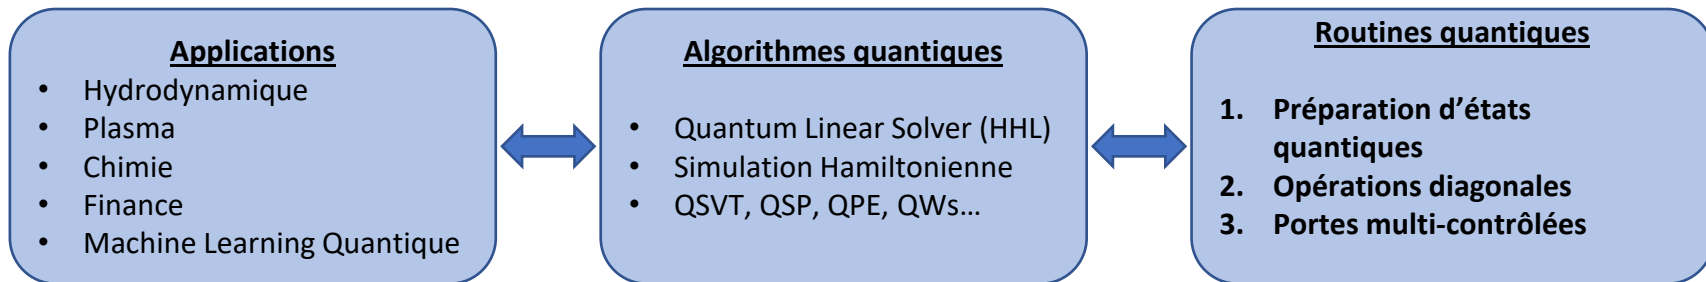 Applications
• Hydrodynamique
• Plasma
• Chimie
• Finance
• Machine Learning Quantique
Algorithmes quantiques
• Quantum Linear Solver (HHL)
• Simulation Hamiltonienne
• QSVT, QSP, QPE, QWs...
Routines quantiques
1. Préparation d'états
quantiques
2. Opérations diagonales
3. Portes multi-contrôlées